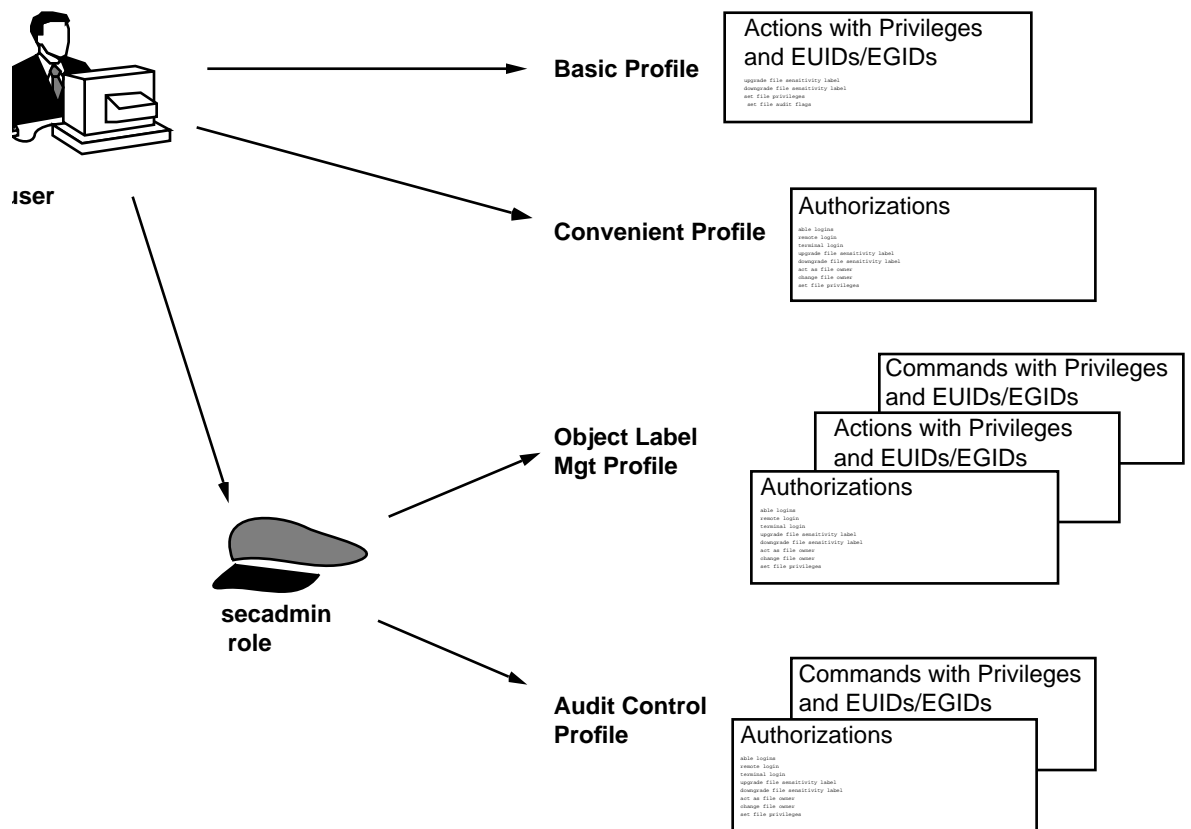 Basic Profile
Actions with Privileges
and EUIDs/EGIDs
upgrade file sensitivity label
downgrade file sensitivity label
set file privileges
set file audit flags
user
Convenient Profile
Authorizations
able logins
remote login
terminal login
upgrade file sensitivity label
downgrade file sensitivity label
act as file owner
change file owner
set file privileges
Object Label
Mgt Profile
Commands with Privileges
and EUIDs/EGIDs
Actions with Privileges
and EUIDs/EGIDs
Authorizations
able logins
remote login
terminal login
upgrade file sensitivity label
downgrade file sensitivity label
act as file owner
change file owner
set file privileges
secadmin
role
Audit Control
Profile
Commands with Privileges
and EUIDs/EGIDs
Authorizations
able logins
remote login
terminal login
upgrade file sensitivity label
downgrade file sensitivity label
act as file owner
change file owner
set file privileges